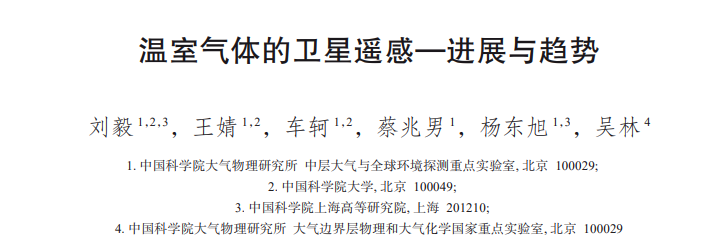 温室气体的卫星遥感—进展与趋势
刘毅 1,2,3, 王婧 1,2, 车轲 1,2, 蔡兆男 1, 杨东旭 1,3, 吴林 4
1. 中国科学院大气物理研究所 中层大气与全球环境探测重点实验室, 北京 100029;
2. 中国科学院大学, 北京 100049;
3. 中国科学院上海高等研究院, 上海 201210;
4. 中国科学院大气物理研究所 大气边界层物理和大气化学国家重点实验室, 北京 100029